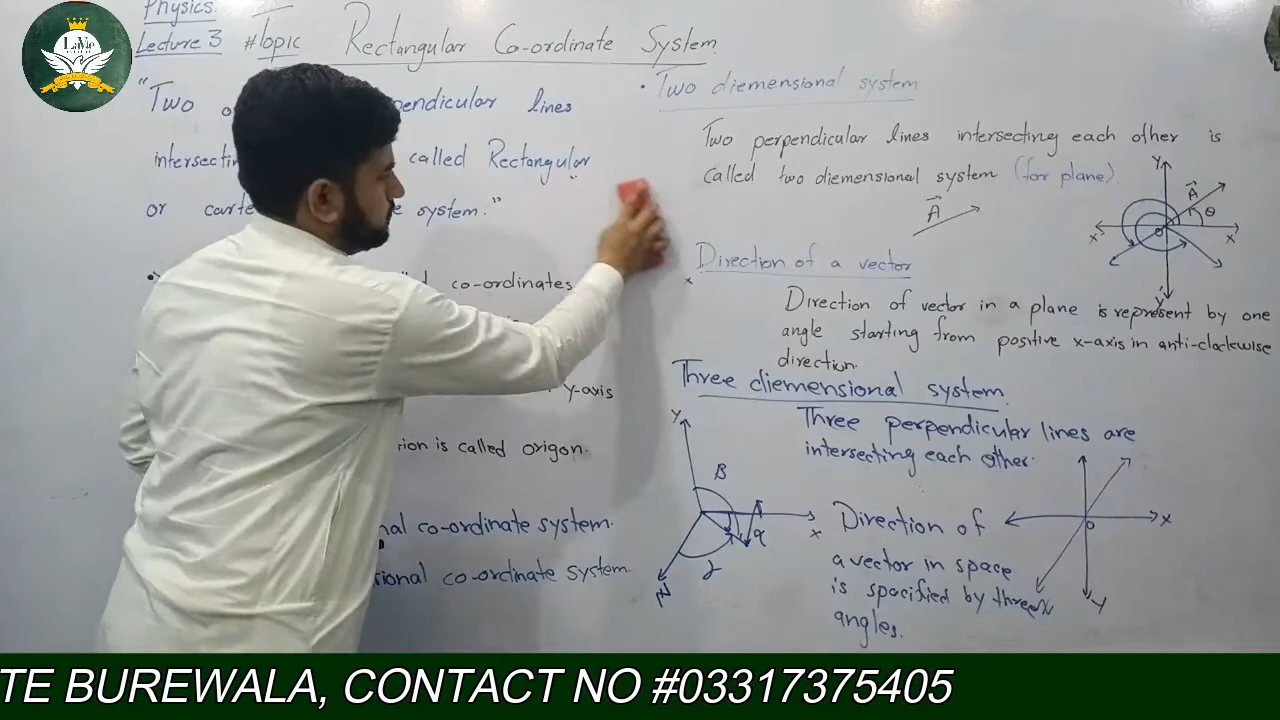 Physics.
Lecture 3 #Topic Rectangular Co-ordinate System
LaVie
"Two pendicular lines
intersectin called Rectangular
or carte e system."
d co-ordinates
Y-axis
tion is called origon.
nal co-ordinate system.
sional co-ordinate system.
• Two diemensional system
Two perpendicular lines intersecting each other is
called two diemensional system (for plane).
A
Y
A
θ
X' o X
Y'
Direction of a vector
Direction of vector in a plane is represent by one
angle starting from positive x-axis in anti-clockwise
direction.
Three diemensional system.
Three perpendicular lines are
intersecting each other.
Y
B
α
X
γ
o X
Y
Direction of
a vector in space
is specified by three
angles.
TE BUREWALA, CONTACT NO #03317375405